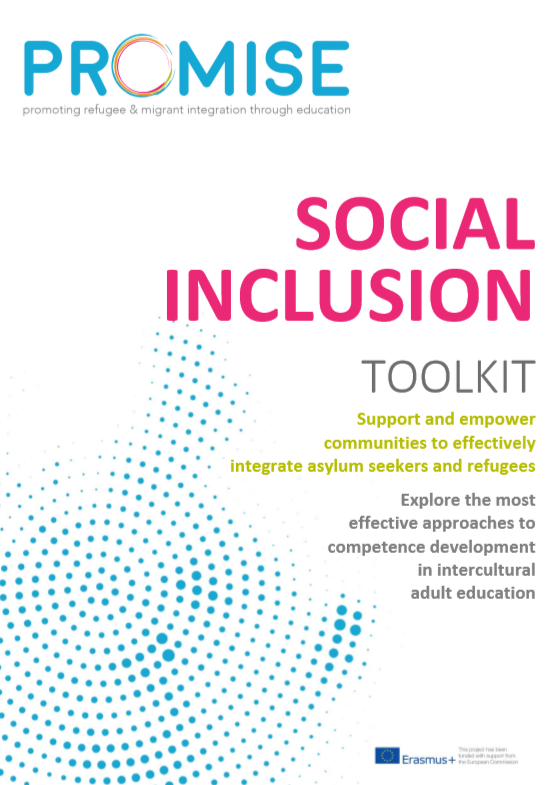 PROMISE
promoting refugee & migrant integration through education
SOCIAL
INCLUSION
TOOLKIT
Support and empower
communities to effectively
integrate asylum seekers and refugees
Explore the most
effective approaches to
competence development
in intercultural
adult education
Erasmus+
This project has been
funded with support from
the European Commission